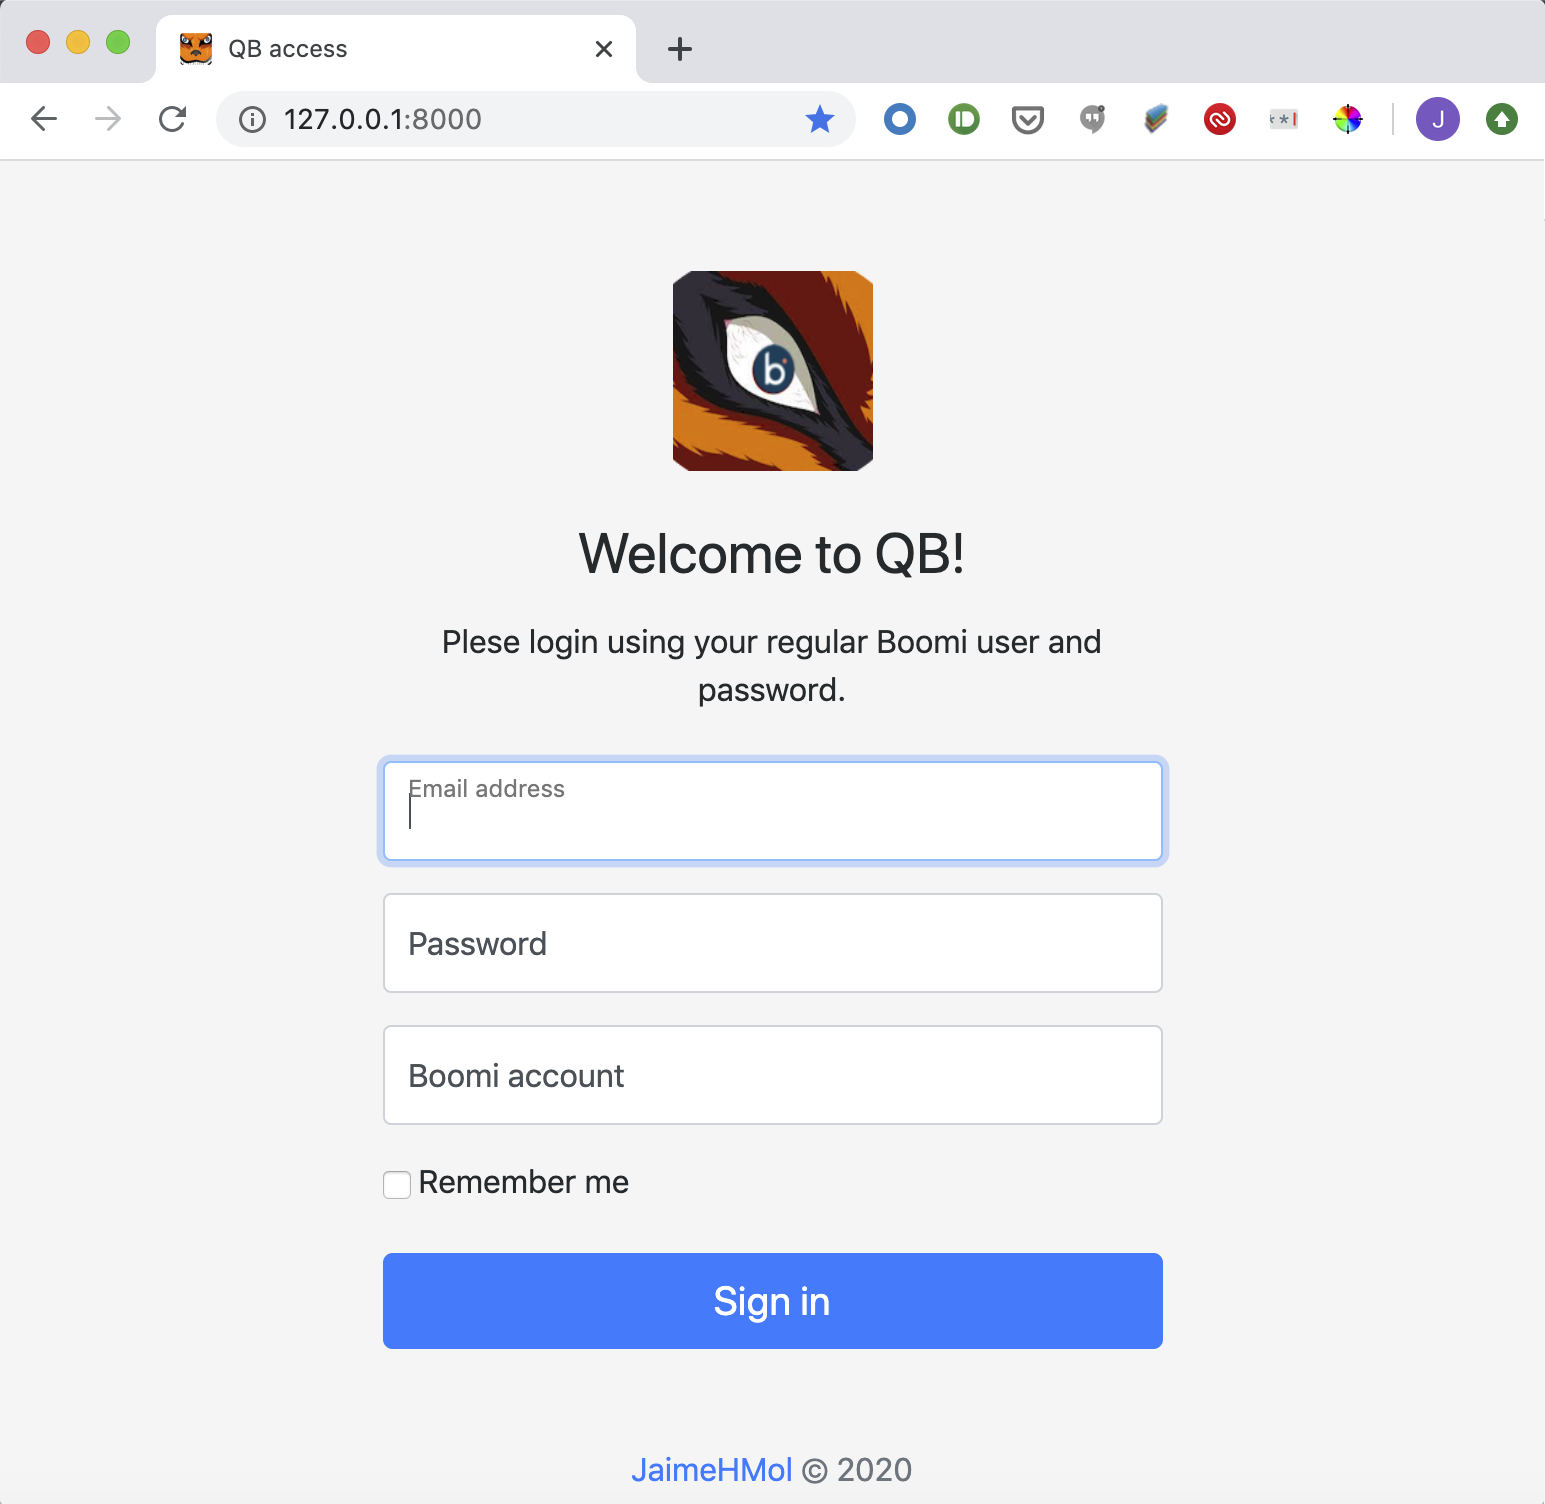 QB access
127.0.0.1:8000
J
b
Welcome to QB!
Plese login using your regular Boomi user and
password.
Email address
Password
Boomi account
Remember me
Sign in
JaimeHMol © 2020